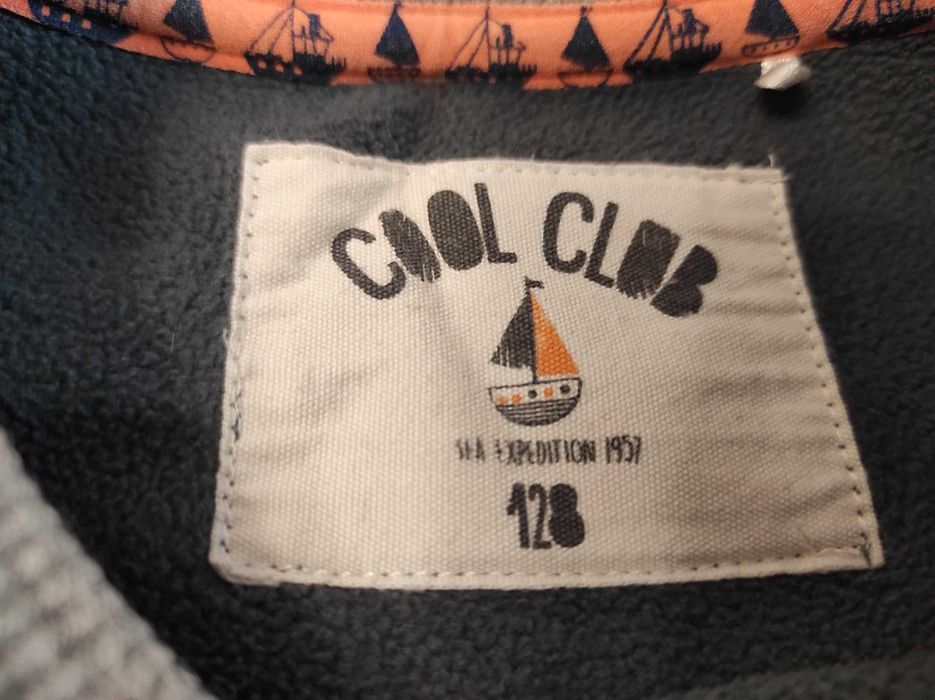 COOL CLUB
SEA EXPEDITION 1957
128